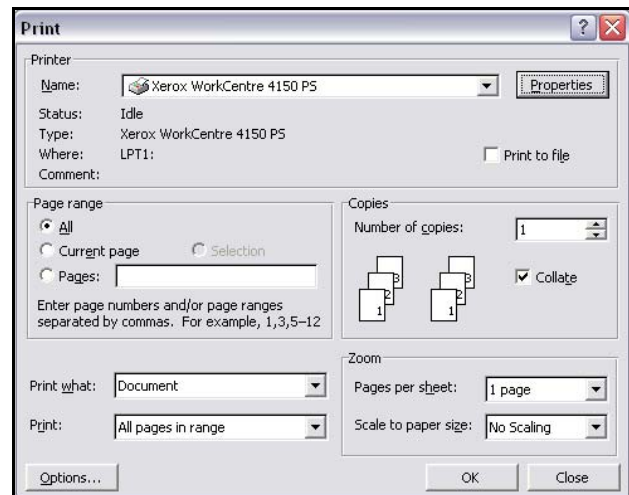 Print
Printer
Name: Xerox WorkCentre 4150 PS Properties
Status: Idle
Type: Xerox WorkCentre 4150 PS
Where: LPT1: Print to file
Comment:
Page range
All
Current page Selection
Pages:
Enter page numbers and/or page ranges
separated by commas. For example, 1,3,5–12
Copies
Number of copies: 1
1 2 3 1 2 3 Collate
Print what: Document
Print: All pages in range
Zoom
Pages per sheet: 1 page
Scale to paper size: No Scaling
Options... OK Close